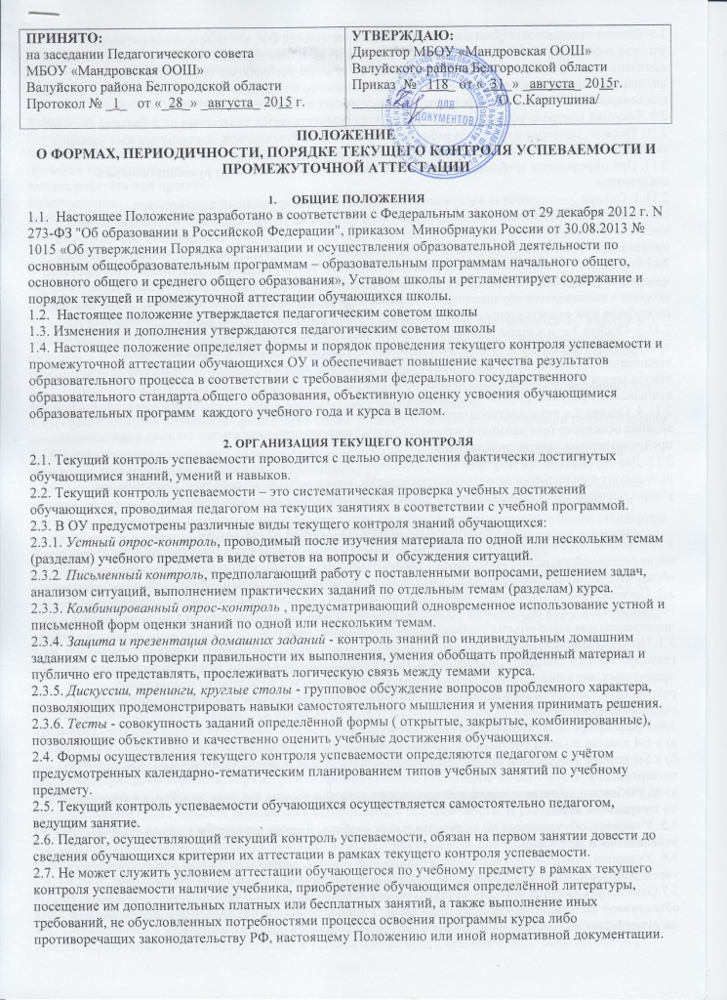 ПРИНЯТО:
на заседании Педагогического совета
МБОУ «Мандровская ООШ»
Валуйского района Белгородской области
Протокол № 1 от « 28 » августа 2015 г.
УТВЕРЖДАЮ:
Директор МБОУ «Мандровская ООШ»
Валуйского района Белгородской области
Приказ № 118 от « 31 » августа 2015г.
/О.С.Карпушина/
ДЛЯ
ДОКУМЕНТОВ
ПОЛОЖЕНИЕ
О ФОРМАХ, ПЕРИОДИЧНОСТИ, ПОРЯДКЕ ТЕКУЩЕГО КОНТРОЛЯ УСПЕВАЕМОСТИ И
ПРОМЕЖУТОЧНОЙ АТТЕСТАЦИИ
1. ОБЩИЕ ПОЛОЖЕНИЯ
1.1. Настоящее Положение разработано в соответствии с Федеральным законом от 29 декабря 2012 г. N
273-ФЗ "Об образовании в Российской Федерации", приказом Минобрнауки России от 30.08.2013 №
1015 «Об утверждении Порядка организации и осуществления образовательной деятельности по
основным общеобразовательным программам – образовательным программам начального общего,
основного общего и среднего общего образования», Уставом школы и регламентирует содержание и
порядок текущей и промежуточной аттестации обучающихся школы.
1.2. Настоящее положение утверждается педагогическим советом школы
1.3. Изменения и дополнения утверждаются педагогическим советом школы
1.4. Настоящее положение определяет формы и порядок проведения текущего контроля успеваемости и
промежуточной аттестации обучающихся ОУ и обеспечивает повышение качества результатов
образовательного процесса в соответствии с требованиями федерального государственного
образовательного стандарта общего образования, объективную оценку усвоения обучающимися
образовательных программ каждого учебного года и курса в целом.
2. ОРГАНИЗАЦИЯ ТЕКУЩЕГО КОНТРОЛЯ
2.1. Текущий контроль успеваемости проводится с целью определения фактически достигнутых
обучающимися знаний, умений и навыков.
2.2. Текущий контроль успеваемости – это систематическая проверка учебных достижений
обучающихся, проводимая педагогом на текущих занятиях в соответствии с учебной программой.
2.3. В ОУ предусмотрены различные виды текущего контроля знаний обучающихся:
2.3.1. Устный опрос-контроль, проводимый после изучения материала по одной или нескольким темам
(разделам) учебного предмета в виде ответов на вопросы и обсуждения ситуаций.
2.3.2. Письменный контроль, предполагающий работу с поставленными вопросами, решением задач,
анализом ситуаций, выполнением практических заданий по отдельным темам (разделам) курса.
2.3.3. Комбинированный опрос-контроль , предусматривающий одновременное использование устной и
письменной форм оценки знаний по одной или нескольким темам.
2.3.4. Защита и презентация домашних заданий - контроль знаний по индивидуальным домашним
заданиям с целью проверки правильности их выполнения, умения обобщать пройденный материал и
публично его представлять, прослеживать логическую связь между темами курса.
2.3.5. Дискуссии, тренинги, круглые столы - групповое обсуждение вопросов проблемного характера,
позволяющих продемонстрировать навыки самостоятельного мышления и умения принимать решения.
2.3.6. Тесты - совокупность заданий определённой формы ( открытые, закрытые, комбинированные),
позволяющие объективно и качественно оценить учебные достижения обучающихся.
2.4. Формы осуществления текущего контроля успеваемости определяются педагогом с учётом
предусмотренных календарно-тематическим планированием типов учебных занятий по учебному
предмету.
2.5. Текущий контроль успеваемости обучающихся осуществляется самостоятельно педагогом,
ведущим занятие.
2.6. Педагог, осуществляющий текущий контроль успеваемости, обязан на первом занятии довести до
сведения обучающихся критерии их аттестации в рамках текущего контроля успеваемости.
2.7. Не может служить условием аттестации обучающегося по учебному предмету в рамках текущего
контроля успеваемости наличие учебника, приобретение обучающимся определённой литературы,
посещение им дополнительных платных или бесплатных занятий, а также выполнение иных
требований, не обусловленных потребностями процесса освоения программы курса либо
противоречащих законодательству РФ, настоящему Положению или иной нормативной документации.